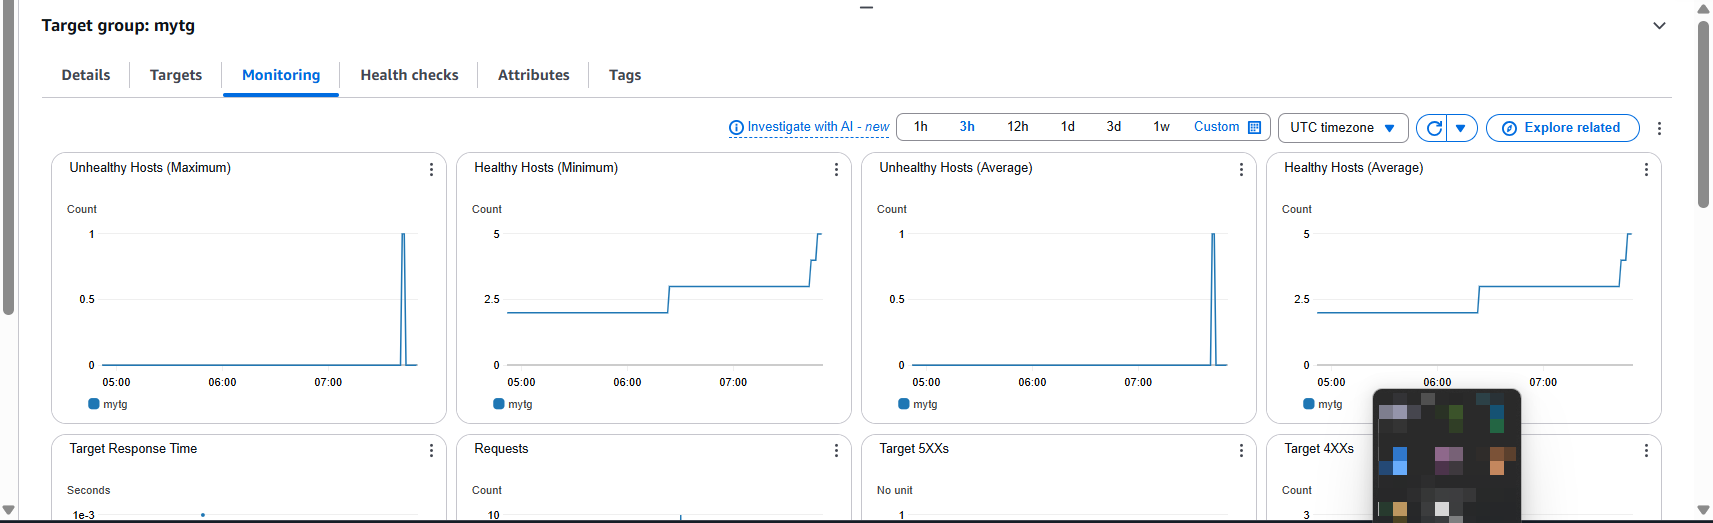 Target group: mytg
Details Targets Monitoring Health checks Attributes Tags
Investigate with AI - new 1h 3h 12h 1d 3d 1w Custom UTC timezone Explore related
Unhealthy Hosts (Maximum)
Count
1
0.5
0
05:00 06:00 07:00
mytg
Healthy Hosts (Minimum)
Count
5
2.5
0
05:00 06:00 07:00
mytg
Unhealthy Hosts (Average)
Count
1
0.5
0
05:00 06:00 07:00
mytg
Healthy Hosts (Average)
Count
5
2.5
0
05:00 06:00 07:00
mytg
Target Response Time
Seconds
1e-3
Requests
Count
10
Target 5XXs
No unit
1
Target 4XXs
Count
3